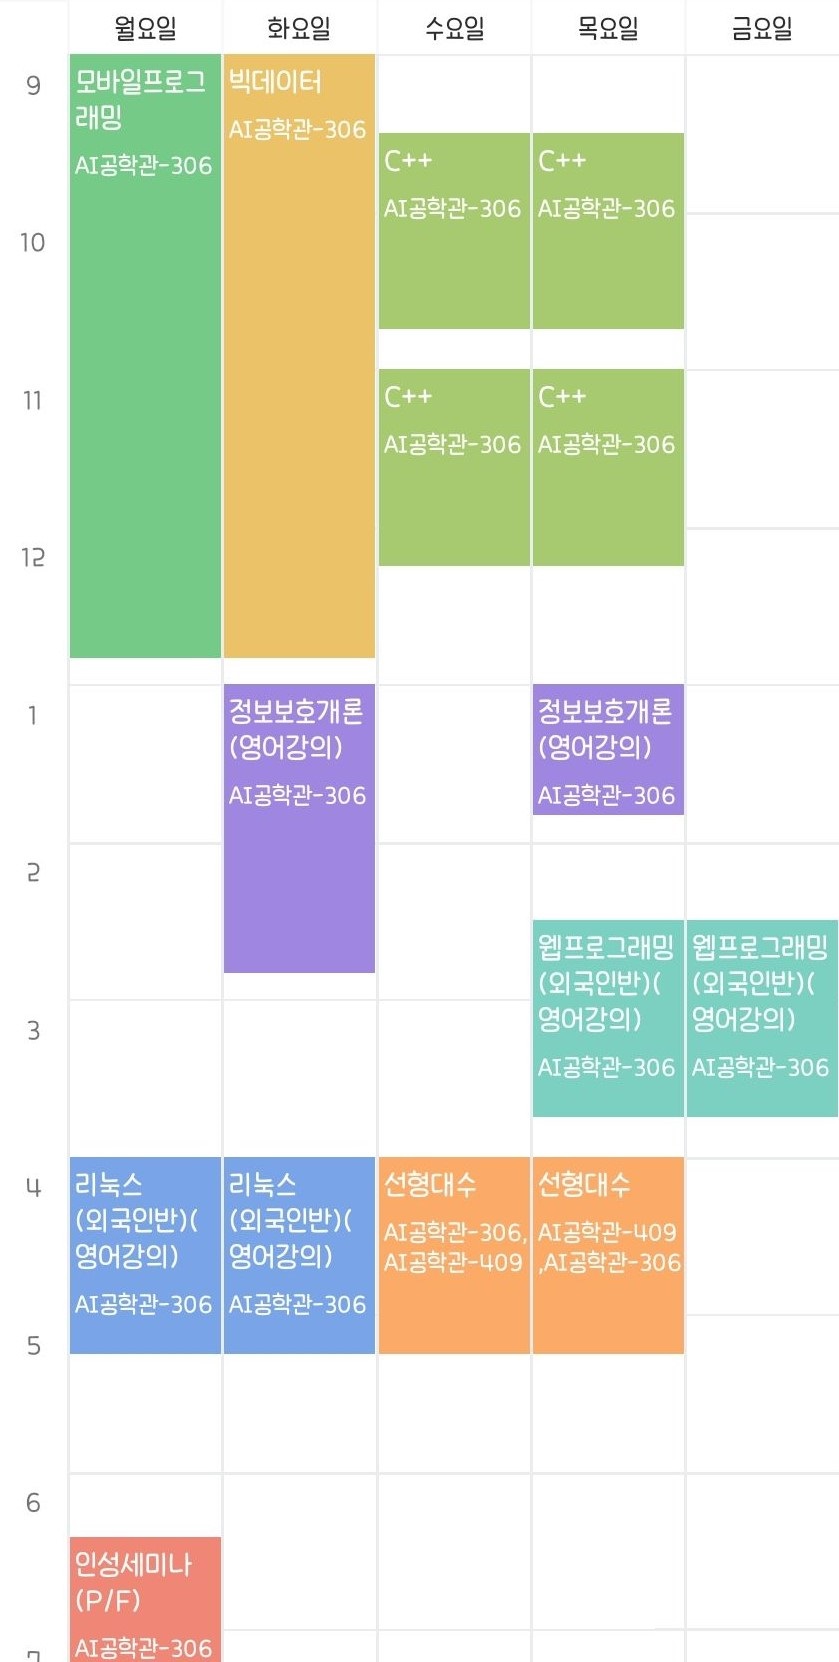 월요일 화요일 수요일 목요일 금요일
9
모바일프로그
래밍
AI공학관-306
빅데이터
AI공학관-306
C++
AI공학관-306
C++
AI공학관-306
10
11
C++
AI공학관-306
C++
AI공학관-306
12
1
정보보호개론
(영어강의)
AI공학관-306
정보보호개론
(영어강의)
AI공학관-306
2
웹프로그래밍
(외국인반)(
영어강의)
AI공학관-306
웹프로그래밍
(외국인반)(
영어강의)
AI공학관-306
3
4
리눅스
(외국인반)(
영어강의)
AI공학관-306
리눅스
(외국인반)(
영어강의)
AI공학관-306
선형대수
AI공학관-306,
AI공학관-409
선형대수
AI공학관-409
,AI공학관-306
5
6
인성세미나
(P/F)
AI공학관-306